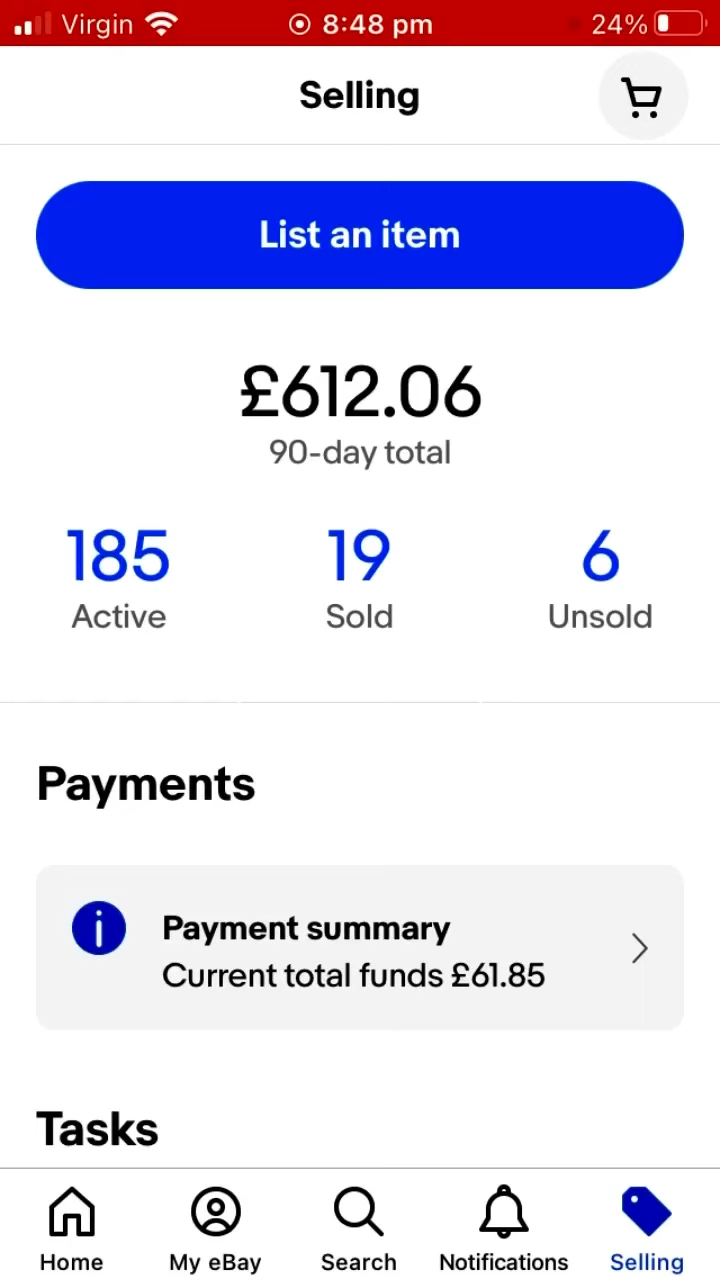 Virgin 8:48 pm 24%
Selling
List an item
£612.06
90-day total
185 19 6
Active Sold Unsold
Payments
Payment summary
Current total funds £61.85
Tasks
Home My eBay Search Notifications Selling